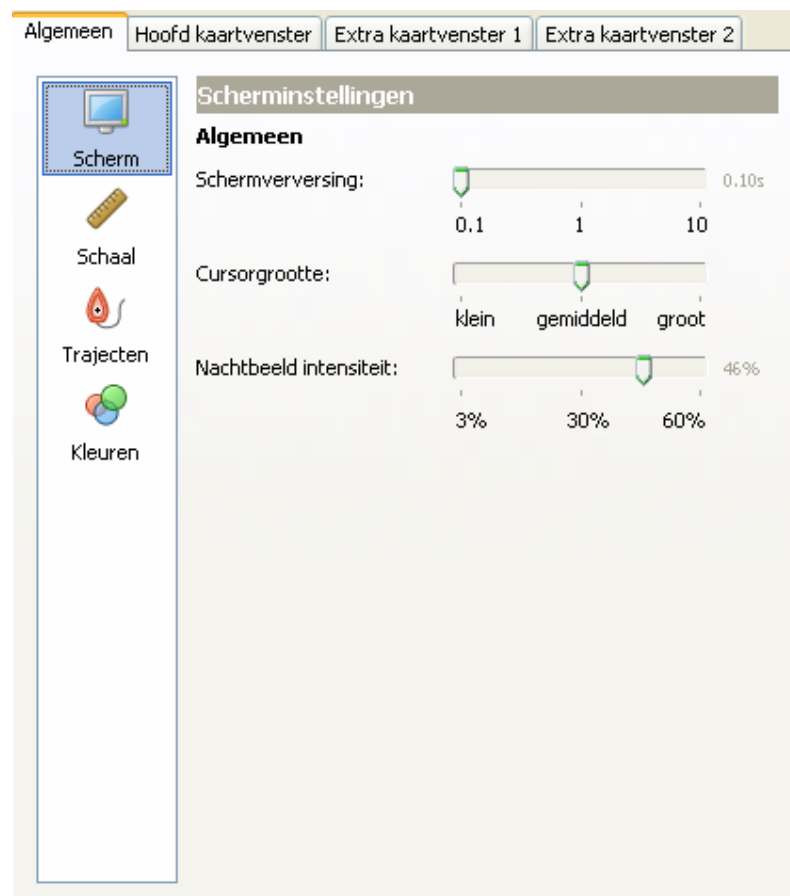 Algemeen Hoofd kaartvenster Extra kaartvenster 1 Extra kaartvenster 2
Scherm
Schaal
Trajecten
Kleuren
Scherminstellingen
Algemeen
Schermverversing: 0.10s
0.1 1 10
Cursorgrootte:
klein gemiddeld groot
Nachtbeeld intensiteit: 46%
3% 30% 60%